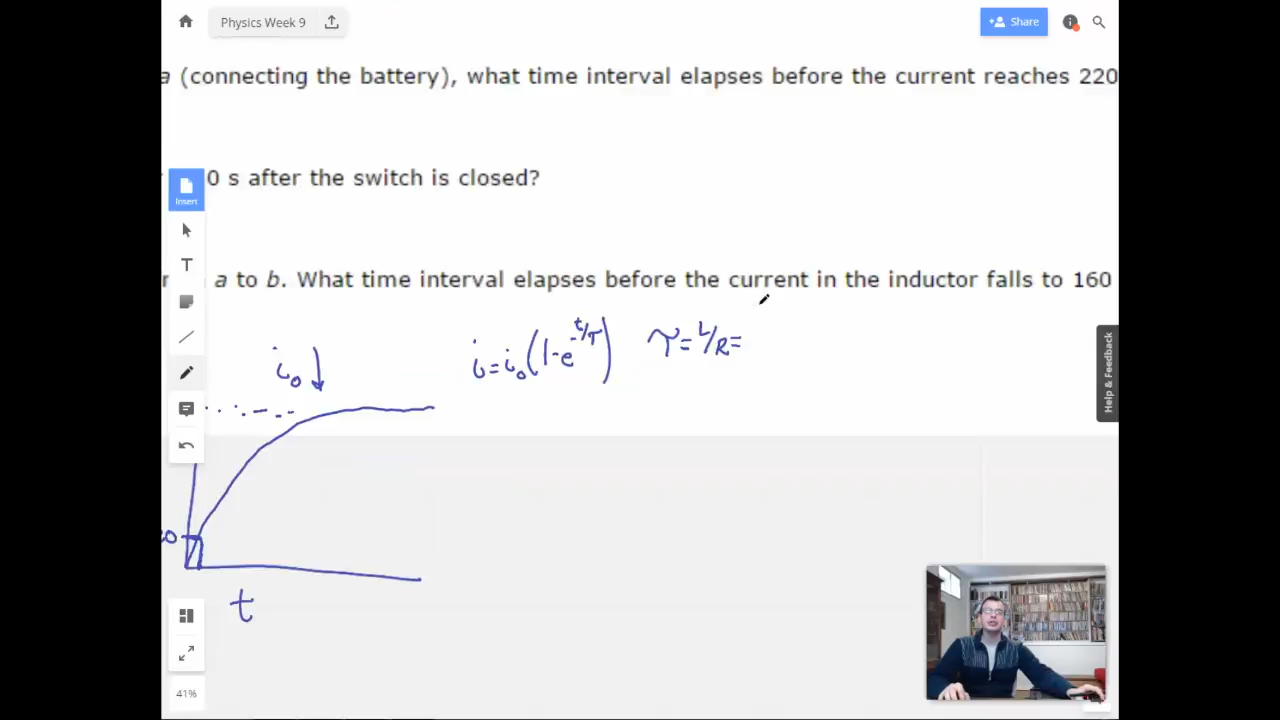 Physics Week 9
Share
a (connecting the battery), what time interval elapses before the current reaches 220
0 s after the switch is closed?
Insert
T
a to b. What time interval elapses before the current in the inductor falls to 160
i₀ ↓
i=i₀(1-e^-t/τ) τ=L/R=
Help & Feedback
t
41%